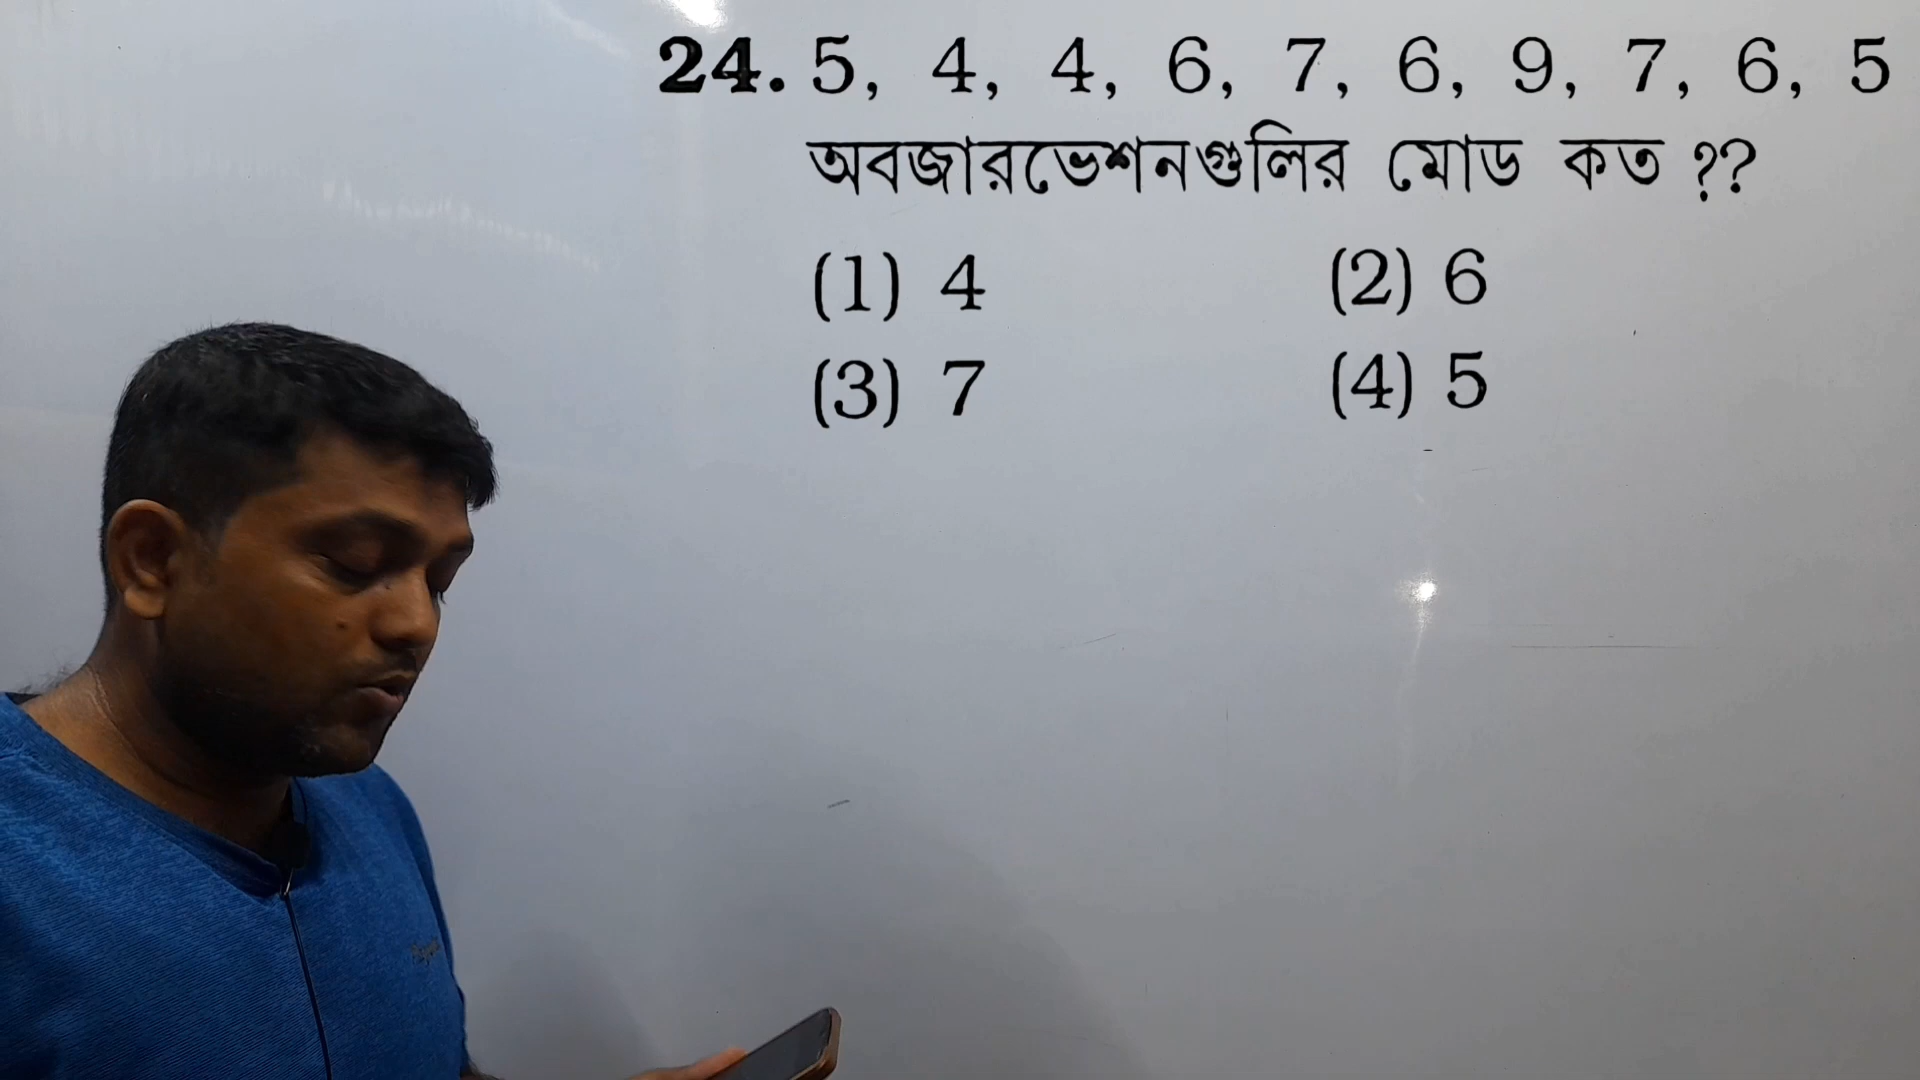 24. 5, 4, 4, 6, 7, 6, 9, 7, 6, 5
অবজারভেশনগুলির মোড কত ??
(1) 4 (2) 6
(3) 7 (4) 5